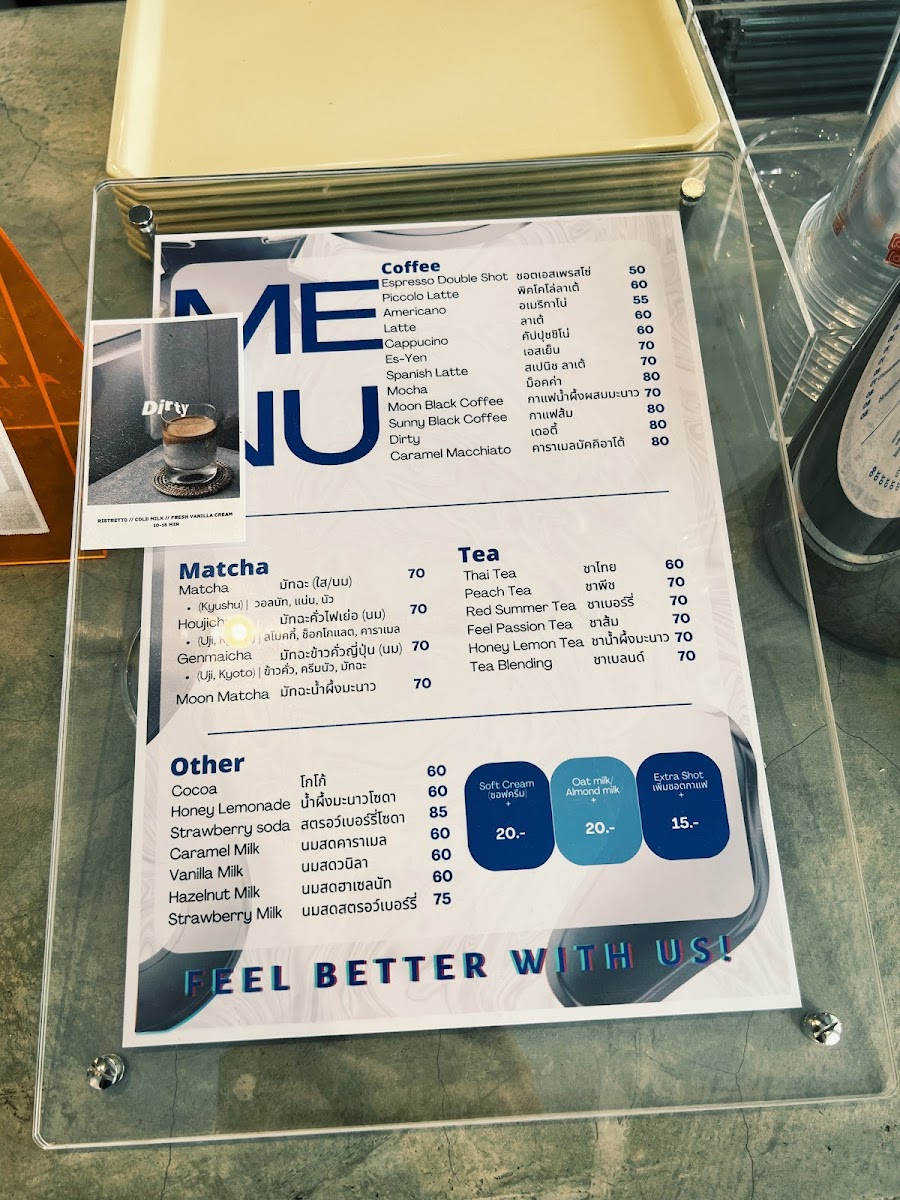 ME
NU
Coffee
Espresso Double Shot ชอตเอสเพรสโซ่ 50
Piccolo Latte พิคโคโล่ลาเต้ 60
Americano อเมริกาโน่ 55
Latte ลาเต้ 60
Cappucino คัปปุชชิโน่ 60
Es-Yen เอสเย็น 70
Spanish Latte สเปนิช ลาเต้ 70
Mocha ม็อคค่า 80
Moon Black Coffee กาแฟน้ำผึ้งผสมมะนาว 70
Sunny Black Coffee กาแฟส้ม 80
Dirty เดอตี้ 80
Caramel Macchiato คาราเมลมัคคิอาโต้ 80
Dirty
RISTRETTO // COLD MILK // FRESH VANILLA CREAM
10-15 MIN
Matcha
Matcha มัทฉะ (ใส/นม) 70
• (Kyushu) | วอลนัท, แน่น, นัว
Houjich มัทฉะคั่วไฟเย่อ (นม) 70
• (Uji, | สโมคกี้, ช็อกโกแลต, คาราเมล
Genmaicha มัทฉะข้าวคั่วญี่ปุ่น (นม) 70
• (Uji, Kyoto) | ข้าวคั่ว, ครีมนัว, มัทฉะ
Moon Matcha มัทฉะน้ำผึ้งมะนาว 70
Tea
Thai Tea ชาไทย 60
Peach Tea ชาพีช 70
Red Summer Tea ชาเบอร์รี่ 70
Feel Passion Tea ชาส้ม 70
Honey Lemon Tea ชาน้ำผึ้งมะนาว 70
Tea Blending ชาเบลนด์ 70
Other
Cocoa โกโก้ 60
Honey Lemonade น้ำผึ้งมะนาวโซดา 60
Strawberry soda สตรอว์เบอร์รี่โซดา 85
Caramel Milk นมสดคาราเมล 60
Vanilla Milk นมสดวนิลา 60
Hazelnut Milk นมสดฮาเซลนัท 60
Strawberry Milk นมสดสตรอว์เบอร์รี่ 75
Soft Cream
(ซอฟครีม)
+
20.-
Oat milk/
Almond milk
+
20.-
Extra Shot
เพิ่มชอตกาแฟ
+
15.-
FEEL BETTER WITH US!